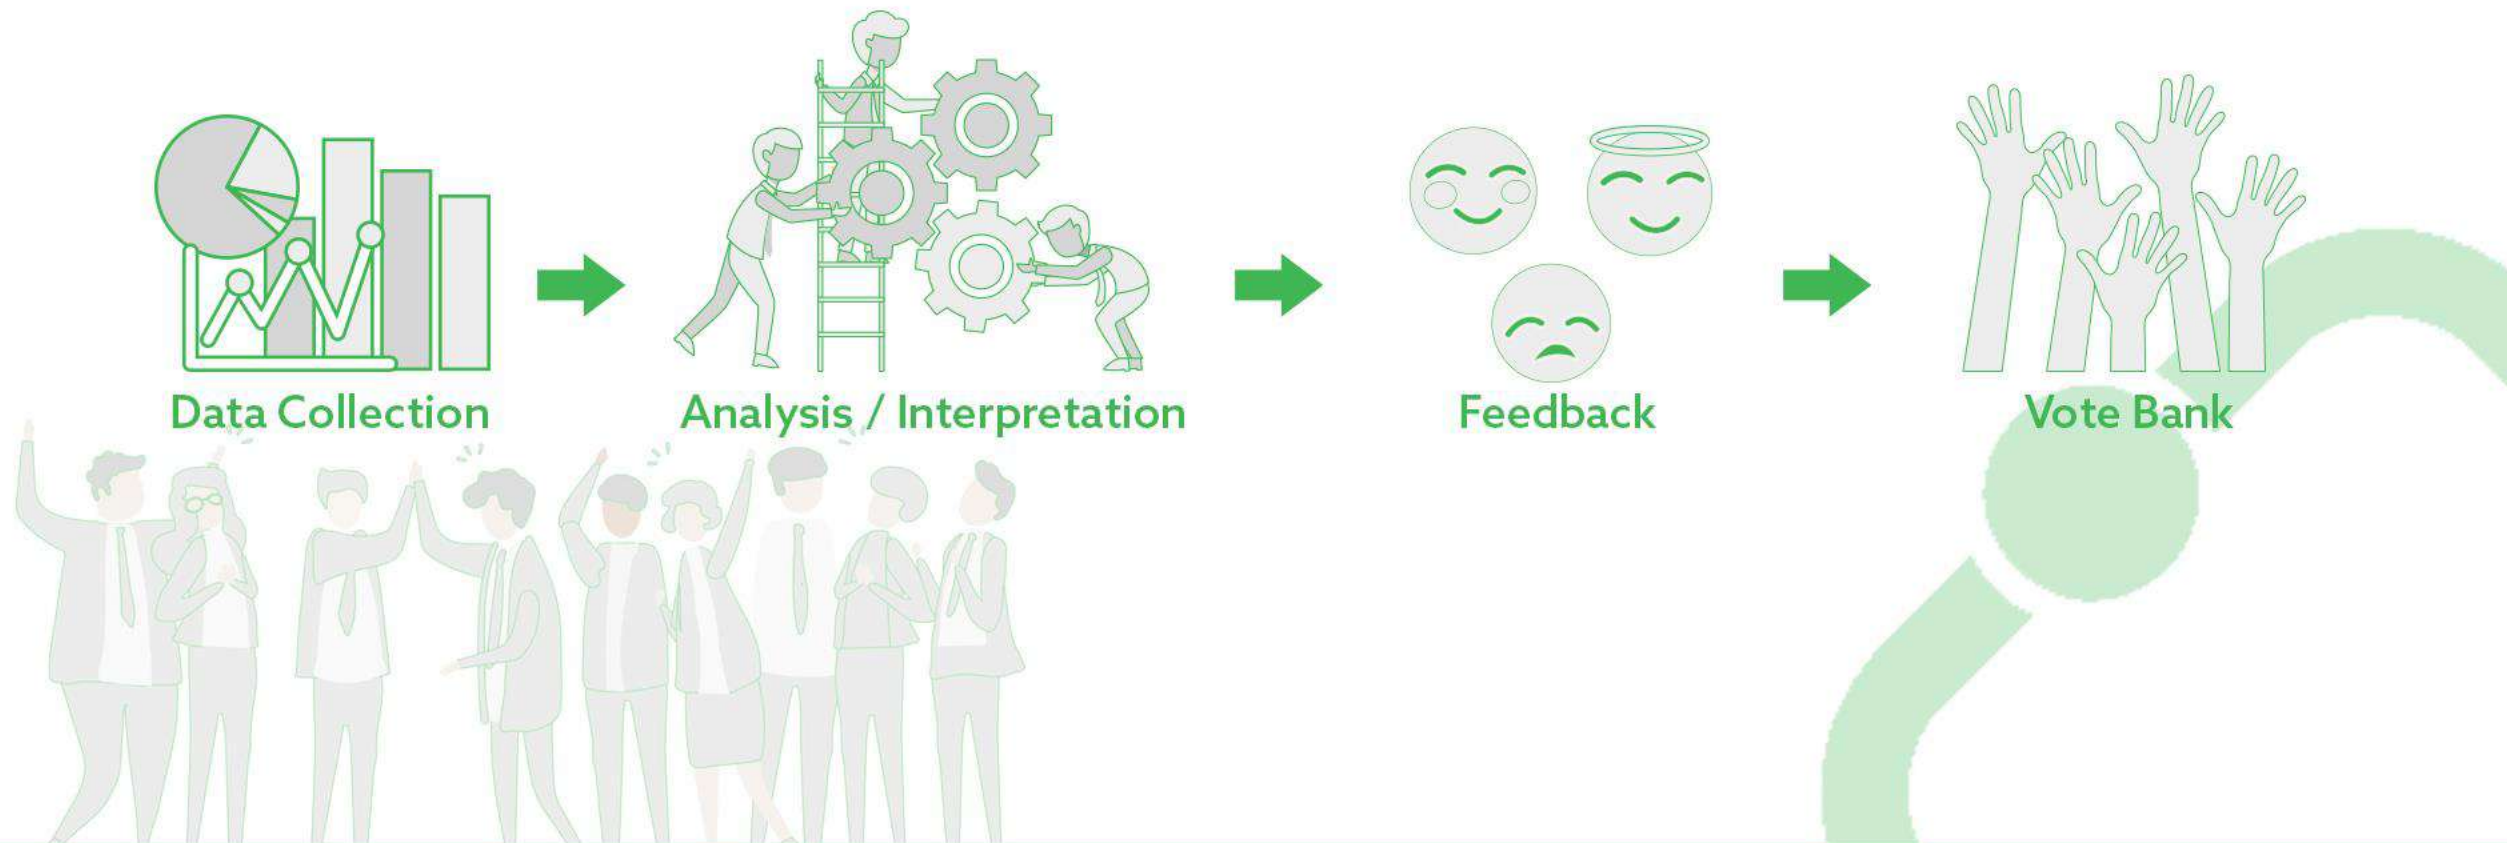 Data Collection
Analysis / Interpretation
Feedback
Vote Bank